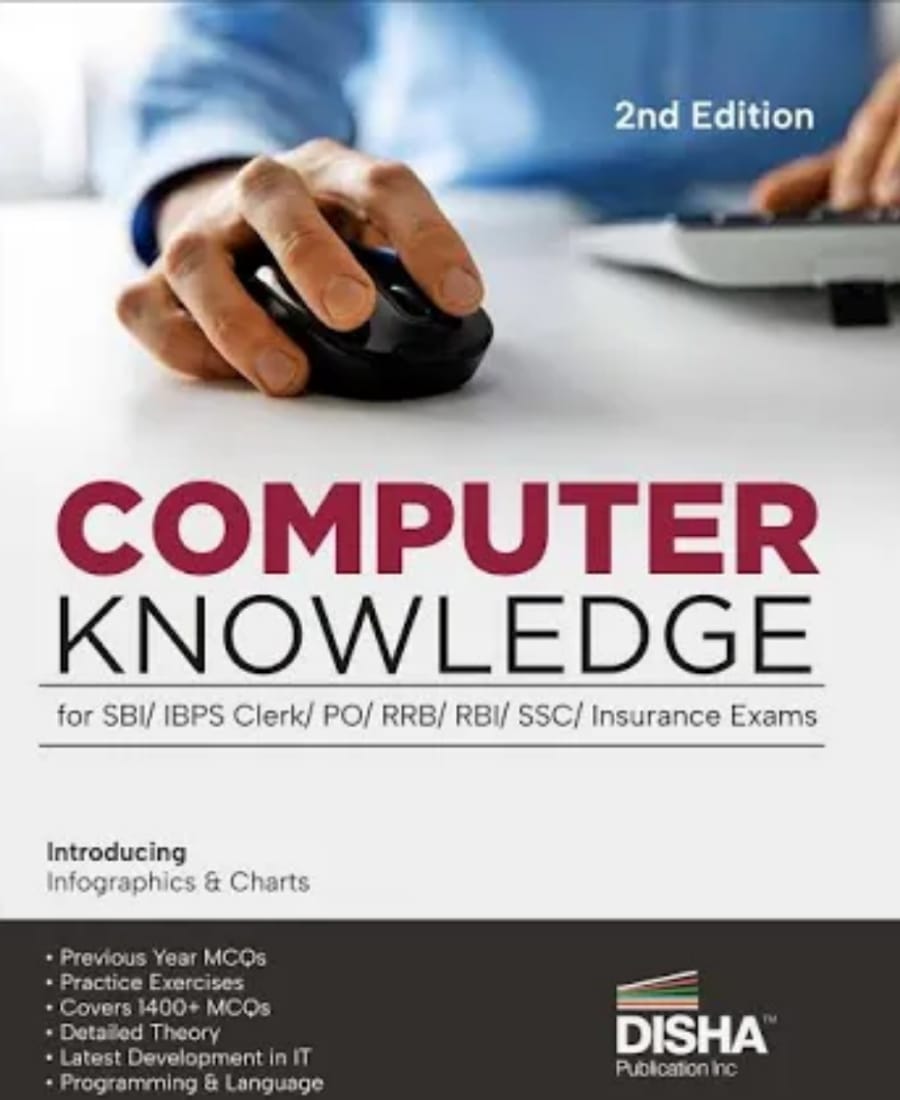 2nd Edition
COMPUTER
KNOWLEDGE
for SBI/ IBPS Clerk/ PO/ RRB/ RBI/ SSC/ Insurance Exams
Introducing
Infographics & Charts
• Previous Year MCQs
• Practice Exercises
• Covers 1400+ MCQs
• Detailed Theory
• Latest Development in IT
• Programming & Language
DISHA™
Publication Inc